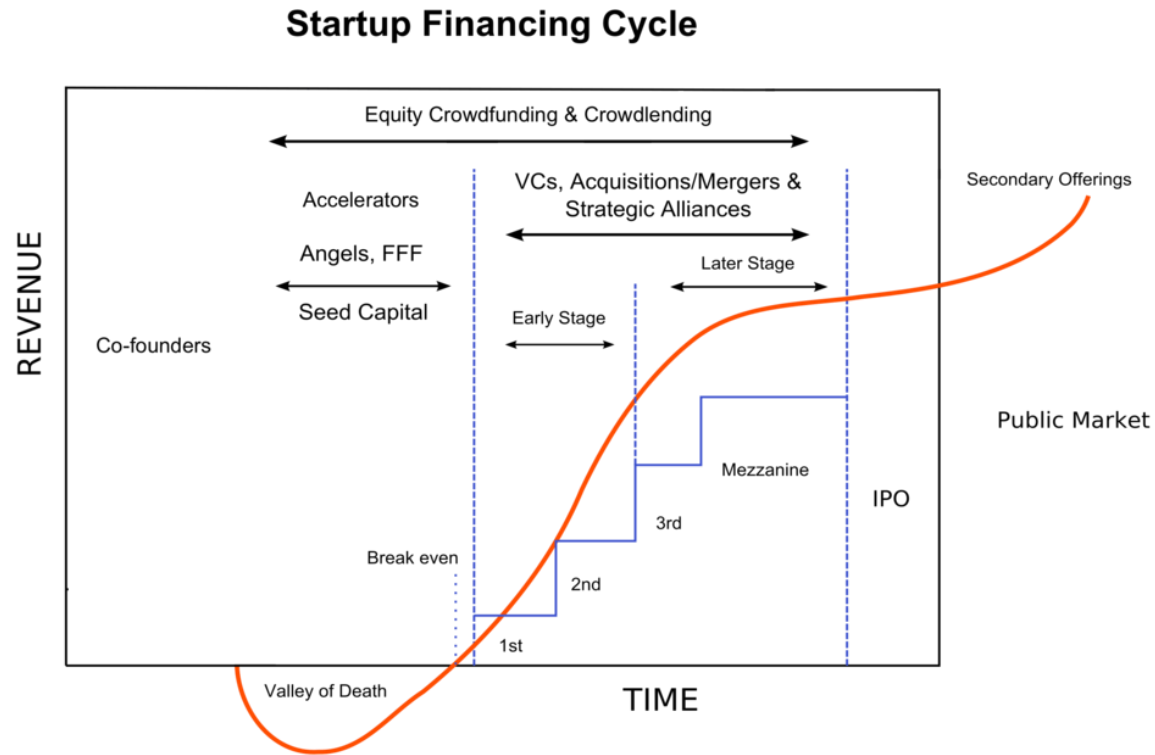 Startup Financing Cycle
Equity Crowdfunding & Crowdlending
VCs, Acquisitions/Mergers &
Strategic Alliances
Secondary Offerings
Accelerators
Angels, FFF
Seed Capital
Later Stage
Early Stage
Co-founders
REVENUE
Public Market
Mezzanine
IPO
3rd
Break even
2nd
1st
Valley of Death
TIME